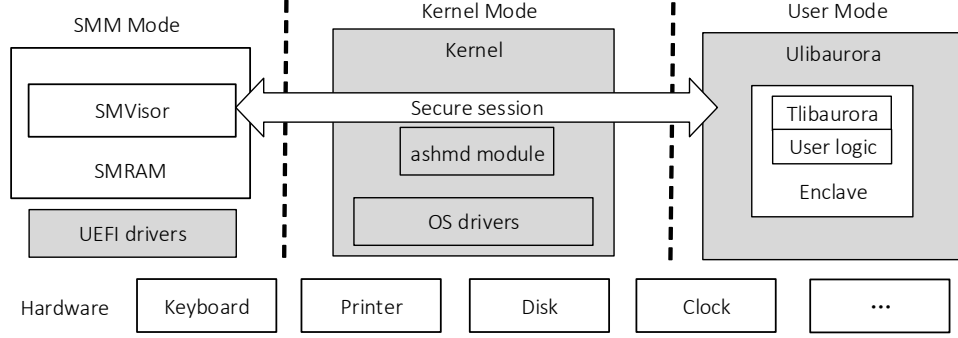 SMM Mode
Kernel Mode
User Mode
Kernel
Ulibaurora
SMVisor
Secure session
Tlibaurora
User logic
ashmd module
SMRAM
Enclave
OS drivers
UEFI drivers
Hardware
Keyboard
Printer
Disk
Clock
...